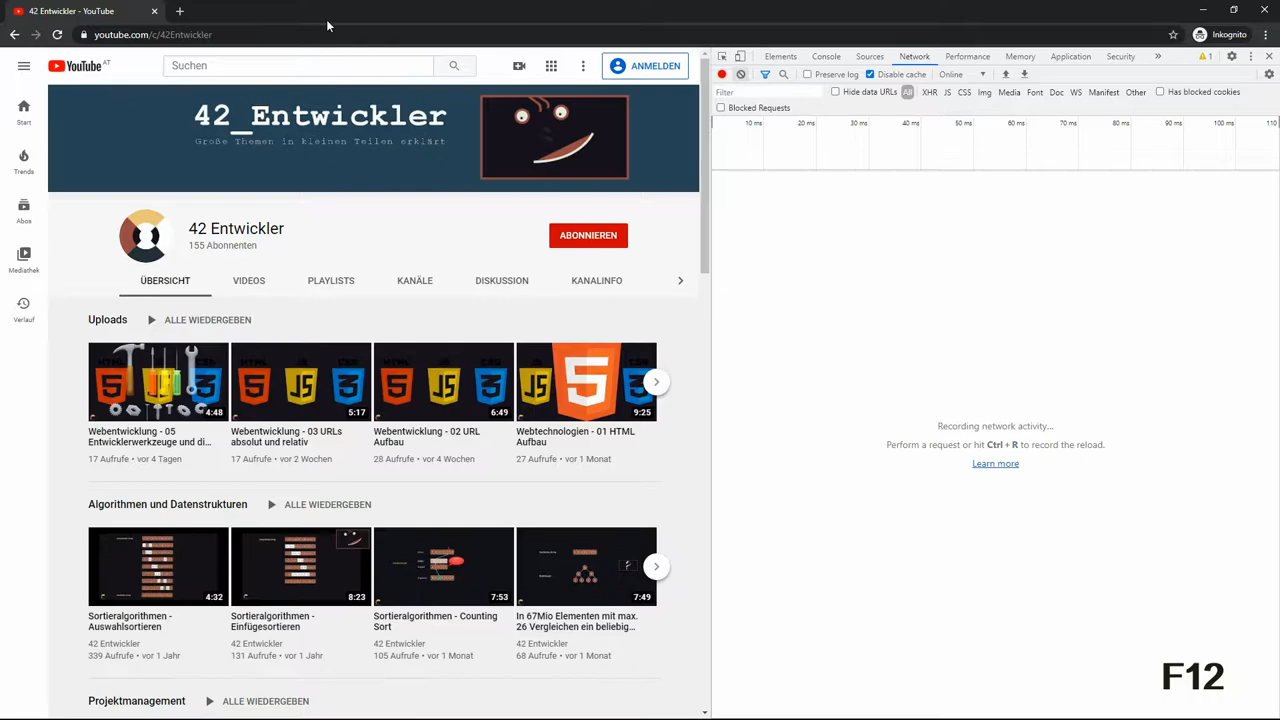 42 Entwickler - YouTube
youtube.com/c/42Entwickler
Inkognito
YouTube AT
Suchen
ANMELDEN
Elements Console Sources Network Performance Memory Application Security 1
Preserve log Disable cache Online
Filter Hide data URLs All XHR JS CSS Img Media Font Doc WS Manifest Other Has blocked cookies
Blocked Requests
10 ms 20 ms 30 ms 40 ms 50 ms 60 ms 70 ms 80 ms 90 ms 100 ms 110
Start
Trends
Abos
Mediathek
Verlauf
42_Entwickler
Große Themen in kleinen Teilen erklärt
42 Entwickler
155 Abonnenten
ABONNIEREN
ÜBERSICHT VIDEOS PLAYLISTS KANÄLE DISKUSSION KANALINFO
Uploads ALLE WIEDERGEBEN
4:48 5:17 6:49 9:25
Webentwicklung - 05 Entwicklerwerkzeuge und di...
17 Aufrufe • vor 4 Tagen
Webentwicklung - 03 URLs absolut und relativ
17 Aufrufe • vor 2 Wochen
Webentwicklung - 02 URL Aufbau
28 Aufrufe • vor 4 Wochen
Webtechnologien - 01 HTML Aufbau
27 Aufrufe • vor 1 Monat
Algorithmen und Datenstrukturen ALLE WIEDERGEBEN
4:32 8:23 7:53 7:49
Sortieralgorithmen - Auswahlsortieren
42 Entwickler
339 Aufrufe • vor 1 Jahr
Sortieralgorithmen - Einfügesortieren
42 Entwickler
131 Aufrufe • vor 1 Jahr
Sortieralgorithmen - Counting Sort
42 Entwickler
105 Aufrufe • vor 1 Monat
In 67Mio Elementen mit max. 26 Vergleichen ein beliebig...
42 Entwickler
68 Aufrufe • vor 1 Monat
Projektmanagement ALLE WIEDERGEBEN
Recording network activity...
Perform a request or hit Ctrl + R to record the reload.
Learn more
F12